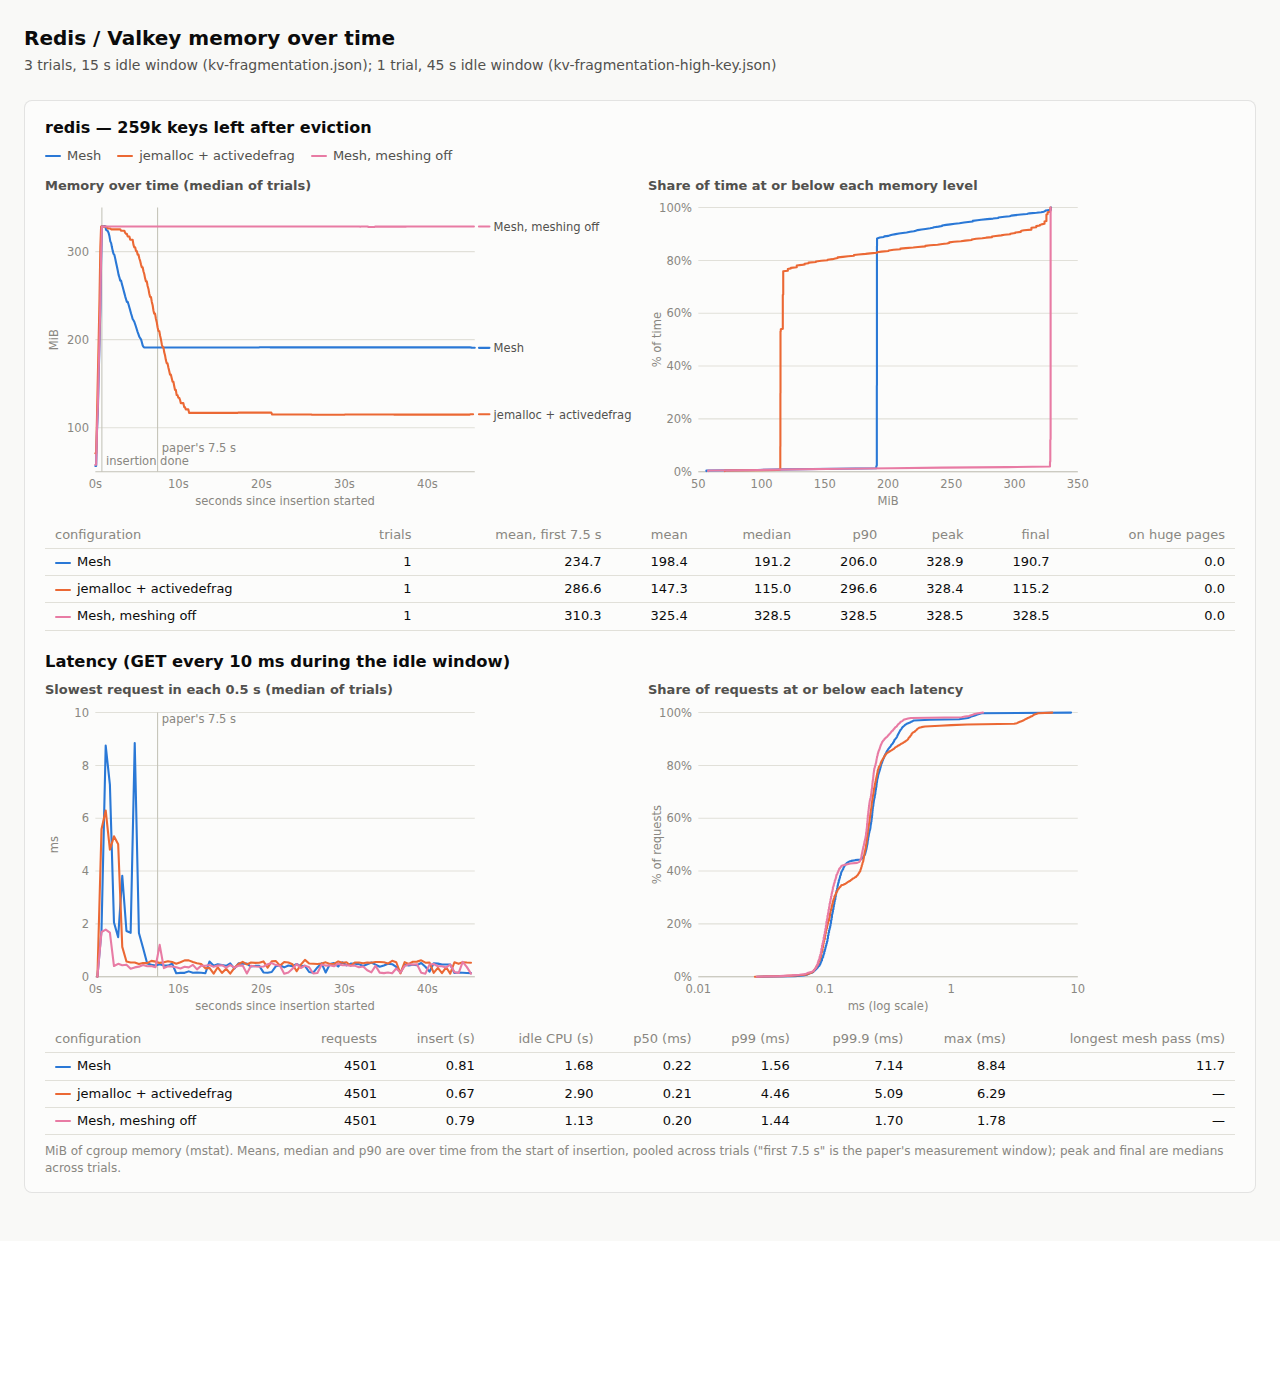 Redis / Valkey memory over time
3 trials, 15 s idle window (kv-fragmentation.json); 1 trial, 45 s idle window (kv-fragmentation-high-key.json)
redis — 259k keys left after eviction
Mesh jemalloc + activedefrag Mesh, meshing off
Memory over time (median of trials)
300
200
100
MiB
Mesh, meshing off
Mesh
jemalloc + activedefrag
paper's 7.5 s
insertion done
0s 10s 20s 30s 40s
seconds since insertion started
Share of time at or below each memory level
100%
80%
60%
40%
20%
0%
% of time
50 100 150 200 250 300 350
MiB
configuration trials mean, first 7.5 s mean median p90 peak final on huge pages
Mesh 1 234.7 198.4 191.2 206.0 328.9 190.7 0.0
jemalloc + activedefrag 1 286.6 147.3 115.0 296.6 328.4 115.2 0.0
Mesh, meshing off 1 310.3 325.4 328.5 328.5 328.5 328.5 0.0
Latency (GET every 10 ms during the idle window)
Slowest request in each 0.5 s (median of trials)
10
8
6
4
2
0
ms
paper's 7.5 s
0s 10s 20s 30s 40s
seconds since insertion started
Share of requests at or below each latency
100%
80%
60%
40%
20%
0%
% of requests
0.01 0.1 1 10
ms (log scale)
configuration requests insert (s) idle CPU (s) p50 (ms) p99 (ms) p99.9 (ms) max (ms) longest mesh pass (ms)
Mesh 4501 0.81 1.68 0.22 1.56 7.14 8.84 11.7
jemalloc + activedefrag 4501 0.67 2.90 0.21 4.46 5.09 6.29 —
Mesh, meshing off 4501 0.79 1.13 0.20 1.44 1.70 1.78 —
MiB of cgroup memory (mstat). Means, median and p90 are over time from the start of insertion, pooled across trials ("first 7.5 s" is the paper's measurement window); peak and final are medians
across trials.